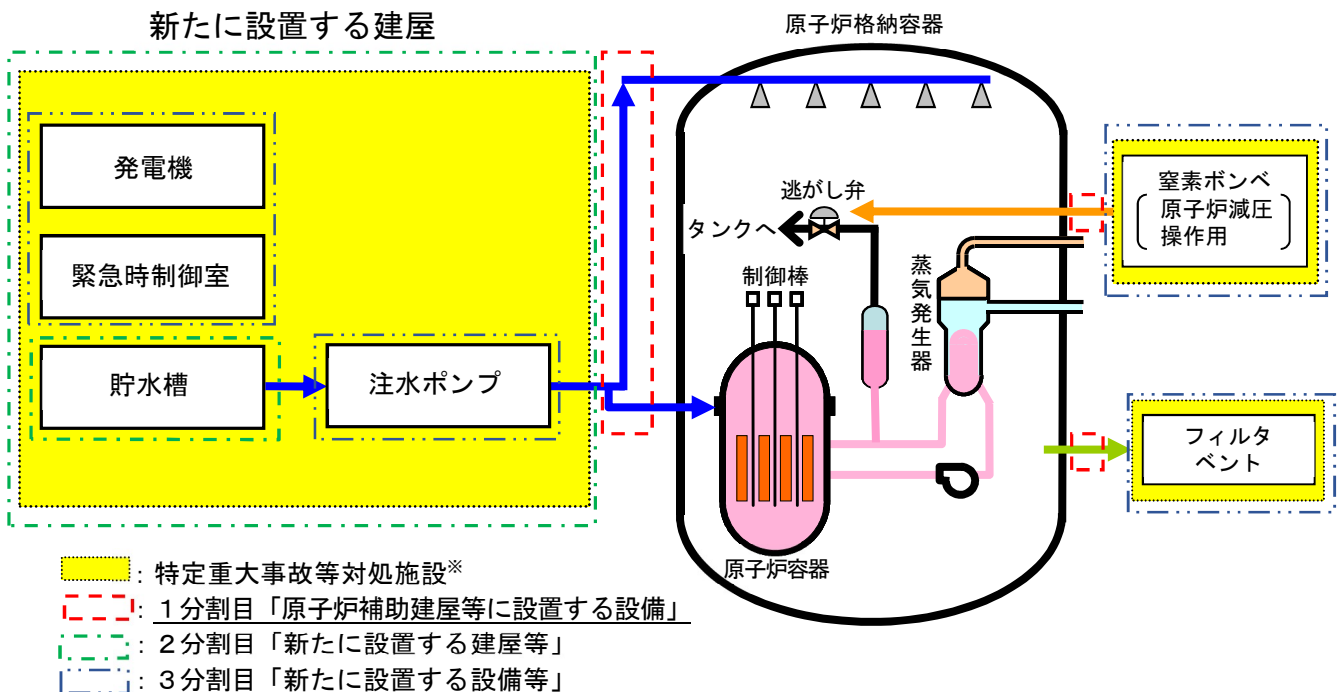 新たに設置する建屋
原子炉格納容器
発電機
緊急時制御室
貯水槽
注水ポンプ
逃がし弁
タンクへ
制御棒
蒸気発生器
原子炉容器
窒素ボンベ
原子炉減圧
操作用
フィルタ
ベント
：特定重大事故等対処施設※
：１分割目「原子炉補助建屋等に設置する設備」
：２分割目「新たに設置する建屋等」
：３分割目「新たに設置する設備等」